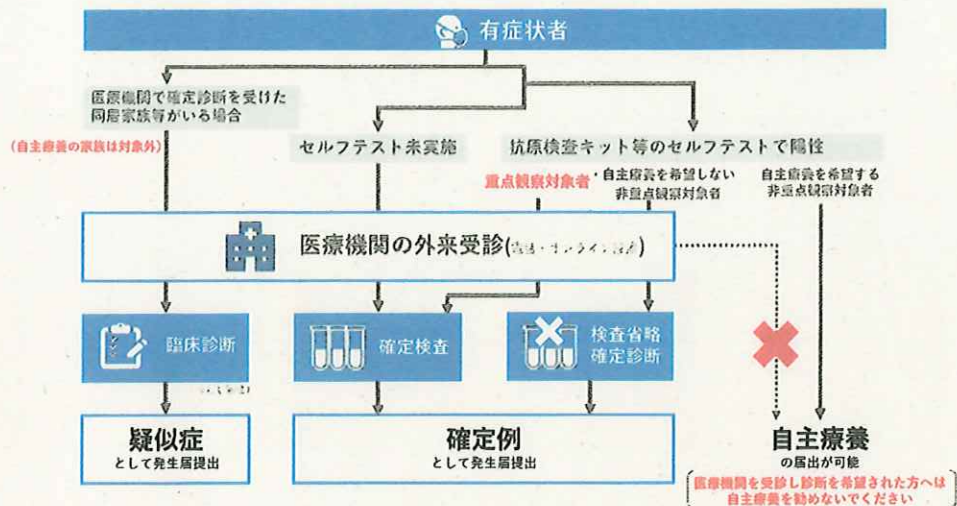 有症状者
医療機関で確定診断を受けた
同居家族等がいる場合
(自主療養の家族は対象外)
セルフテスト未実施
抗原検査キット等のセルフテストで陽性
重点観察対象者
・自主療養を希望しない
非重点観察対象者
自主療養を希望する
非重点観察対象者
医療機関の外来受診(
臨床診断
確定検査
検査省略
確定診断
疑似症
として発生届提出
確定例
として発生届提出
自主療養
の届出が可能
医療機関を受診し診断を希望された方へは
自主療養を勧めないでください